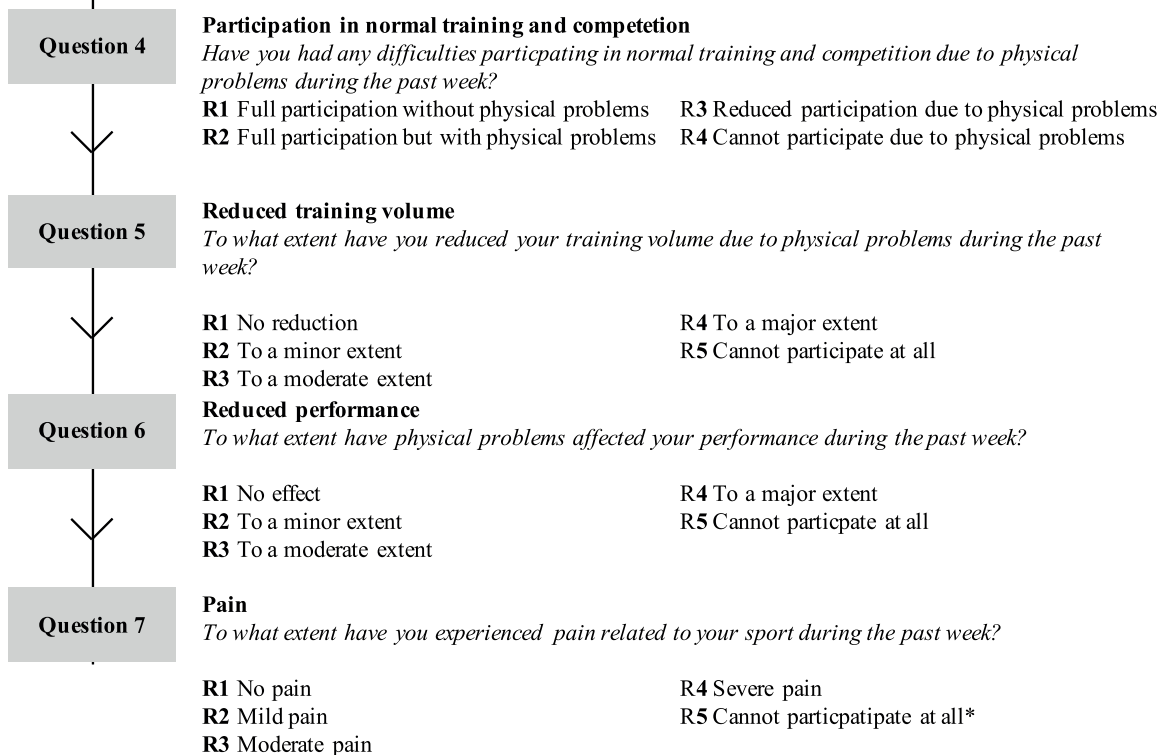 Question 4
Participation in normal training and competetion
Have you had any difficulties particpating in normal training and competition due to physical
problems during the past week?
R1 Full participation without physical problems R3 Reduced participation due to physical problems
R2 Full participation but with physical problems R4 Cannot participate due to physical problems
Question 5
Reduced training volume
To what extent have you reduced your training volume due to physical problems during the past
week?
R1 No reduction R4 To a major extent
R2 To a minor extent R5 Cannot participate at all
R3 To a moderate extent
Question 6
Reduced performance
To what extent have physical problems affected your performance during the past week?
R1 No effect R4 To a major extent
R2 To a minor extent R5 Cannot particpate at all
R3 To a moderate extent
Question 7
Pain
To what extent have you experienced pain related to your sport during the past week?
R1 No pain R4 Severe pain
R2 Mild pain R5 Cannot particpatipate at all*
R3 Moderate pain